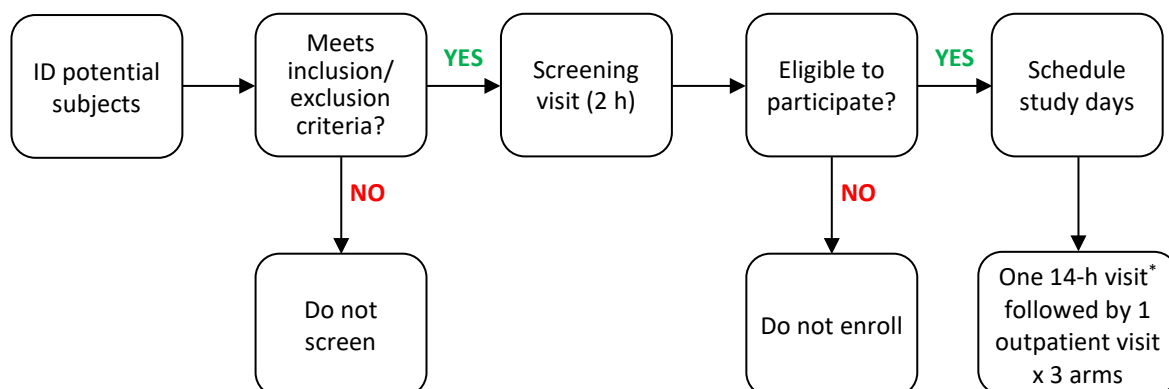 ID potential
subjects
Meets
inclusion/
exclusion
criteria?
YES
Screening
visit (2 h)
Eligible to
participate?
YES
Schedule
study days
NO
NO
Do not
screen
Do not enroll
One 14-h visit*
followed by 1
outpatient visit
x 3 arms